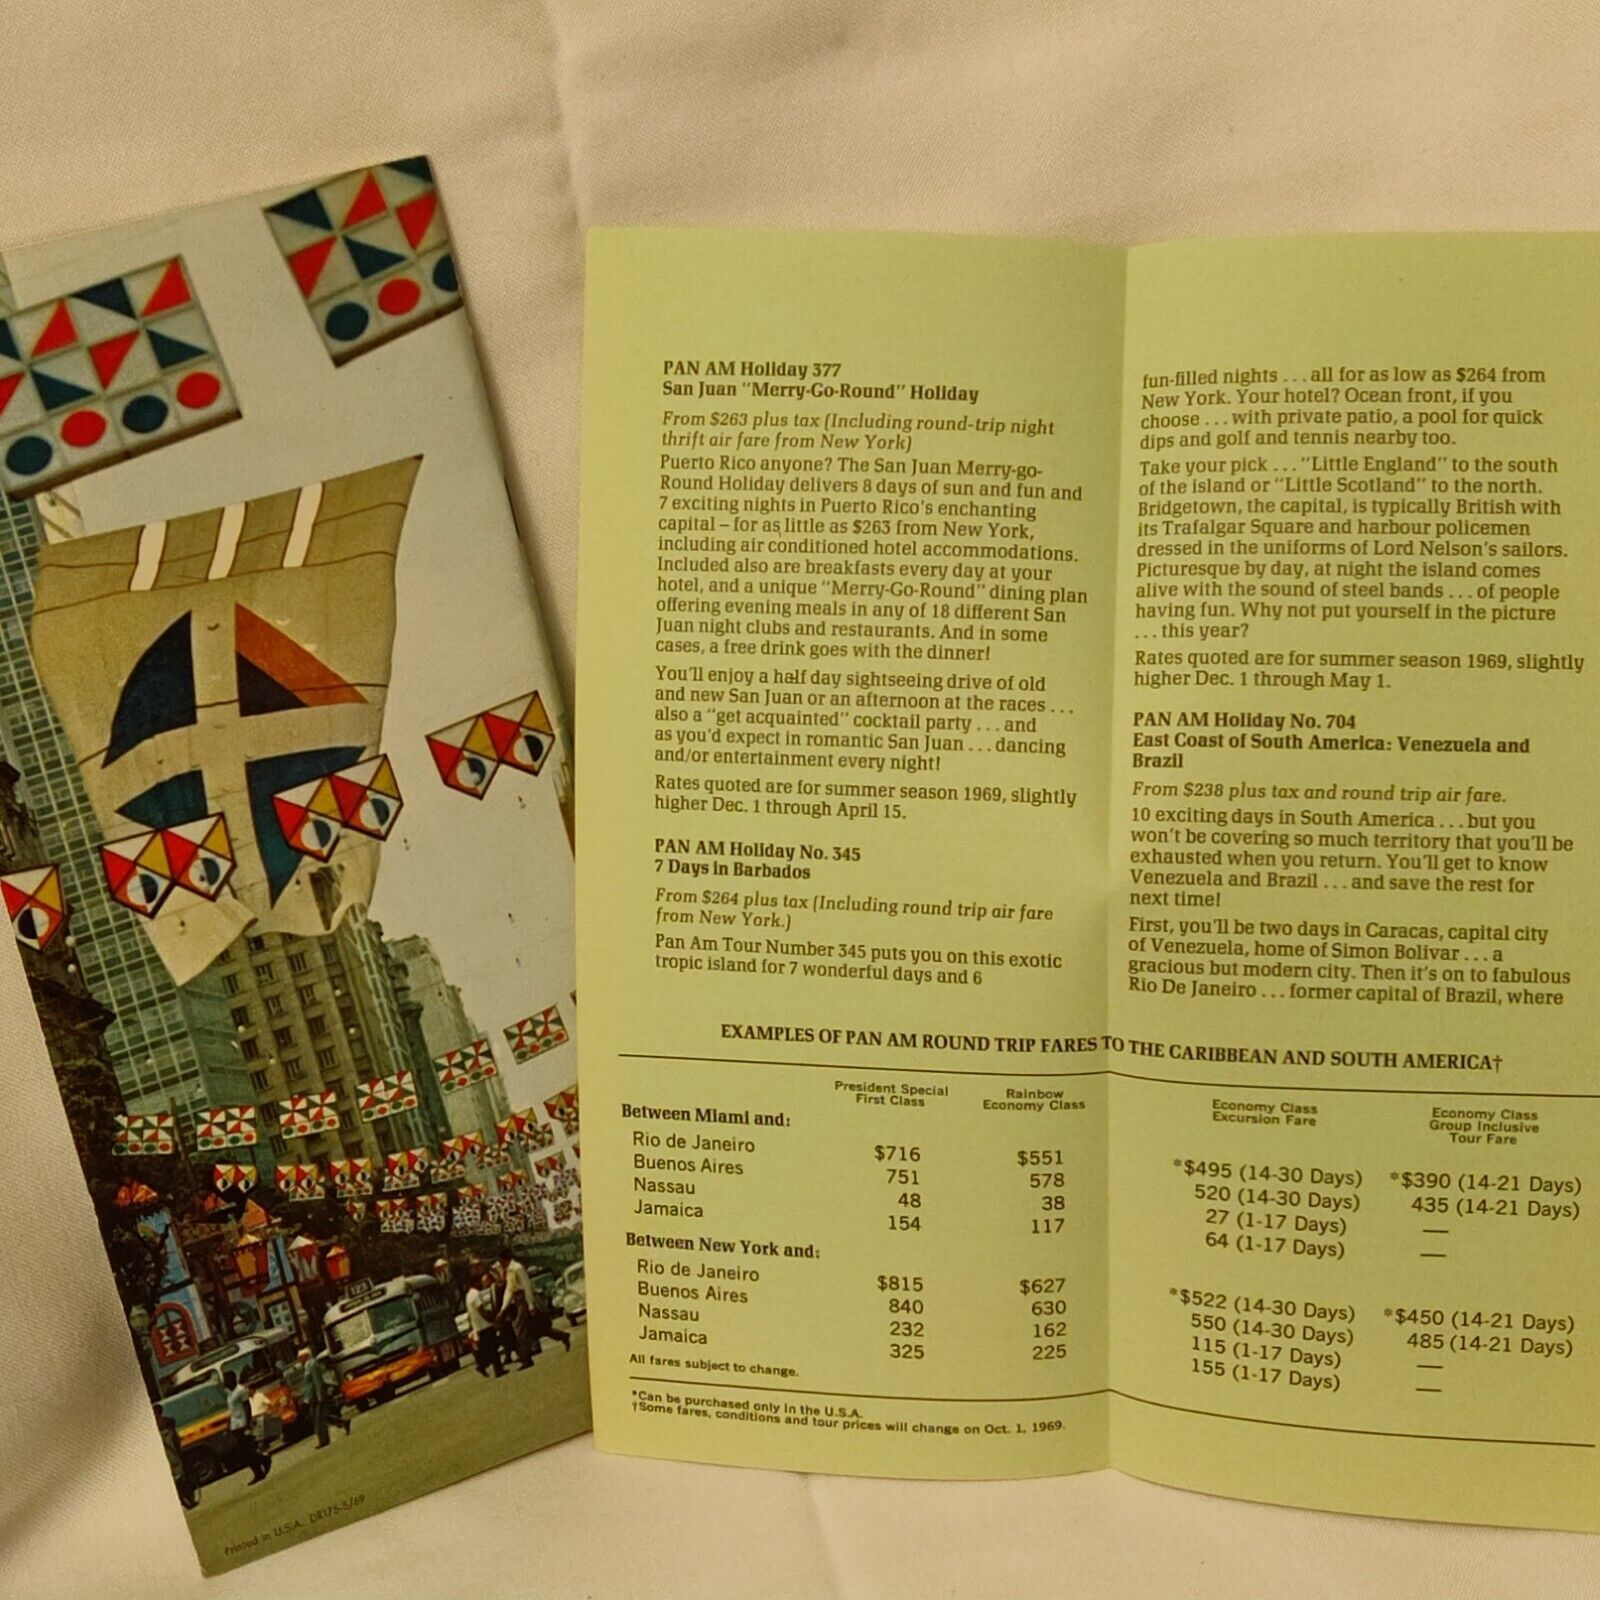 PAN AM Holiday 377
San Juan "Merry-Go-Round" Holiday
From $263 plus tax (Including round-trip night
thrift air fare from New York)
Puerto Rico anyone? The San Juan Merry-go-
Round Holiday delivers 8 days of sun and fun and
7 exciting nights in Puerto Rico's enchanting
capital – for as little as $263 from New York,
including air conditioned hotel accommodations.
Included also are breakfasts every day at your
hotel, and a unique "Merry-Go-Round" dining plan
offering evening meals in any of 18 different San
Juan night clubs and restaurants. And in some
cases, a free drink goes with the dinner!
You'll enjoy a half day sightseeing drive of old
and new San Juan or an afternoon at the races . . .
also a "get acquainted" cocktail party . . . and
as you'd expect in romantic San Juan . . . dancing
and/or entertainment every night!
Rates quoted are for summer season 1969, slightly
higher Dec. 1 through April 15.
PAN AM Holiday No. 345
7 Days in Barbados
From $264 plus tax (Including round trip air fare
from New York.)
Pan Am Tour Number 345 puts you on this exotic
tropic island for 7 wonderful days and 6
fun-filled nights . . . all for as low as $264 from
New York. Your hotel? Ocean front, if you
choose . . . with private patio, a pool for quick
dips and golf and tennis nearby too.
Take your pick . . . "Little England" to the south
of the island or "Little Scotland" to the north.
Bridgetown, the capital, is typically British with
its Trafalgar Square and harbour policemen
dressed in the uniforms of Lord Nelson's sailors.
Picturesque by day, at night the island comes
alive with the sound of steel bands . . . of people
having fun. Why not put yourself in the picture
. . . this year?
Rates quoted are for summer season 1969, slightly
higher Dec. 1 through May 1.
PAN AM Holiday No. 704
East Coast of South America: Venezuela and
Brazil
From $238 plus tax and round trip air fare.
10 exciting days in South America . . . but you
won't be covering so much territory that you'll be
exhausted when you return. You'll get to know
Venezuela and Brazil . . . and save the rest for
next time!
First, you'll be two days in Caracas, capital city
of Venezuela, home of Simon Bolivar . . . a
gracious but modern city. Then it's on to fabulous
Rio De Janeiro . . . former capital of Brazil, where
EXAMPLES OF PAN AM ROUND TRIP FARES TO THE CARIBBEAN AND SOUTH AMERICA†
President Special First Class Rainbow Economy Class Economy Class Excursion Fare Economy Class Group Inclusive Tour Fare
Between Miami and:
Rio de Janeiro $716 $551 *$495 (14-30 Days) *$390 (14-21 Days)
Buenos Aires 751 578 520 (14-30 Days) 435 (14-21 Days)
Nassau 48 38 27 (1-17 Days) —
Jamaica 154 117 64 (1-17 Days) —
Between New York and:
Rio de Janeiro $815 $627 *$522 (14-30 Days) *$450 (14-21 Days)
Buenos Aires 840 630 550 (14-30 Days) 485 (14-21 Days)
Nassau 232 162 115 (1-17 Days) —
Jamaica 325 225 155 (1-17 Days) —
All fares subject to change.
*Can be purchased only in the U.S.A.
†Some fares, conditions and tour prices will change on Oct. 1, 1969.
Printed in U.S.A. DR175-5/69